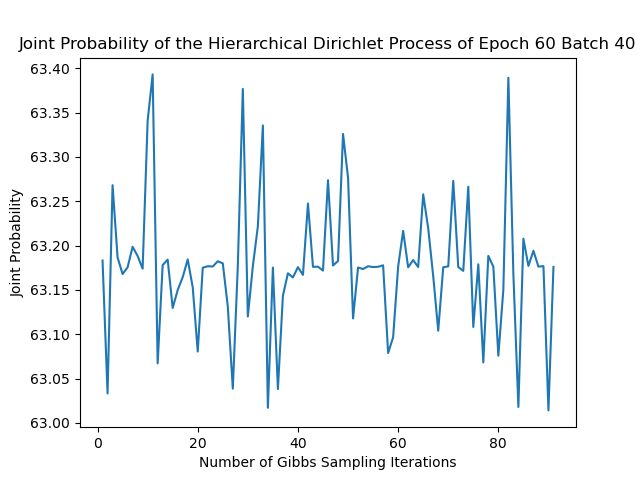 Joint Probability of the Hierarchical Dirichlet Process of Epoch 60 Batch 40
63.40
63.35
63.30
63.25
63.20
63.15
63.10
63.05
63.00
Joint Probability
0 20 40 60 80
Number of Gibbs Sampling Iterations